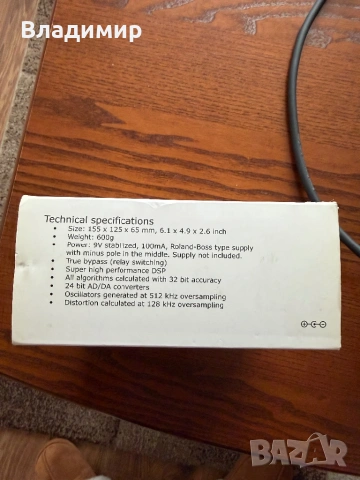 Владимир
Technical specifications
• Size: 155 x 125 x 65 mm, 6.1 x 4.9 x 2.6 inch
• Weight: 600g
• Power: 9V stabilized, 100mA, Roland-Boss type supply
with minus pole in the middle. Supply not included.
• True bypass (relay switching)
• Super high performance DSP
• All algorithms calculated with 32 bit accuracy
• 24 bit AD/DA converters
• Oscillators generated at 512 kHz oversampling
• Distortion calculated at 128 kHz oversampling
BAZAR
bg